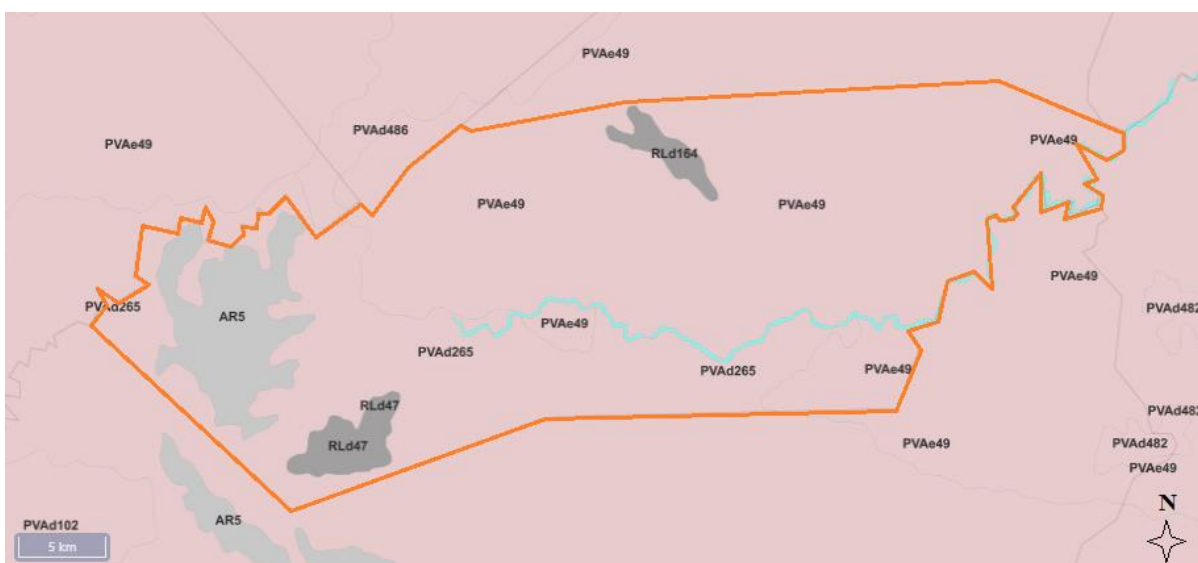 PVAe49
PVAd486
PVAe49
RLd164
PVAe49
PVAe49
PVAe49
PVAe49
PVAd265
AR5
PVAd482
PVAe49
PVAd265
PVAd265
PVAe49
RLd47
RLd47
PVAd482
PVAe49
PVAd482
PVAe49
AR5
PVAd102
5 km
N